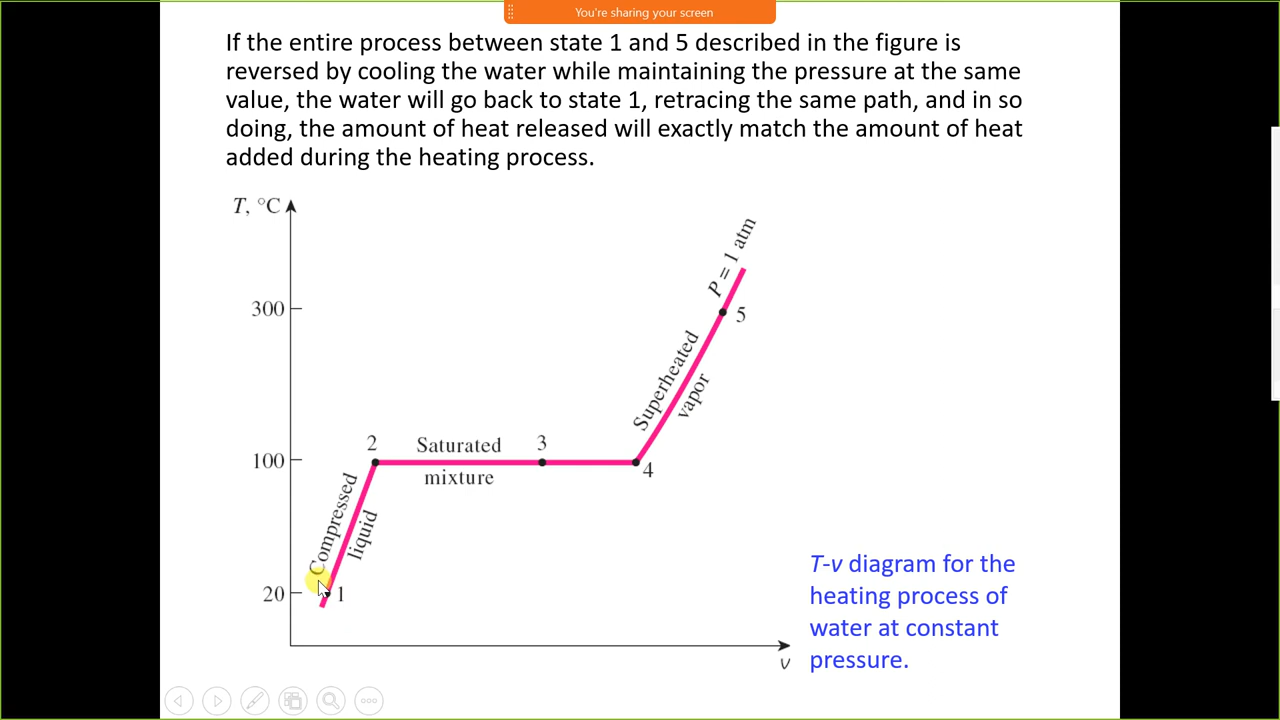 You're sharing your screen
If the entire process between state 1 and 5 described in the figure is
reversed by cooling the water while maintaining the pressure at the same
value, the water will go back to state 1, retracing the same path, and in so
doing, the amount of heat released will exactly match the amount of heat
added during the heating process.
T, °C
P = 1 atm
300
5
Superheated
vapor
2
Saturated
3
100
mixture
4
Compressed
liquid
20
1
v
T-v diagram for the
heating process of
water at constant
pressure.